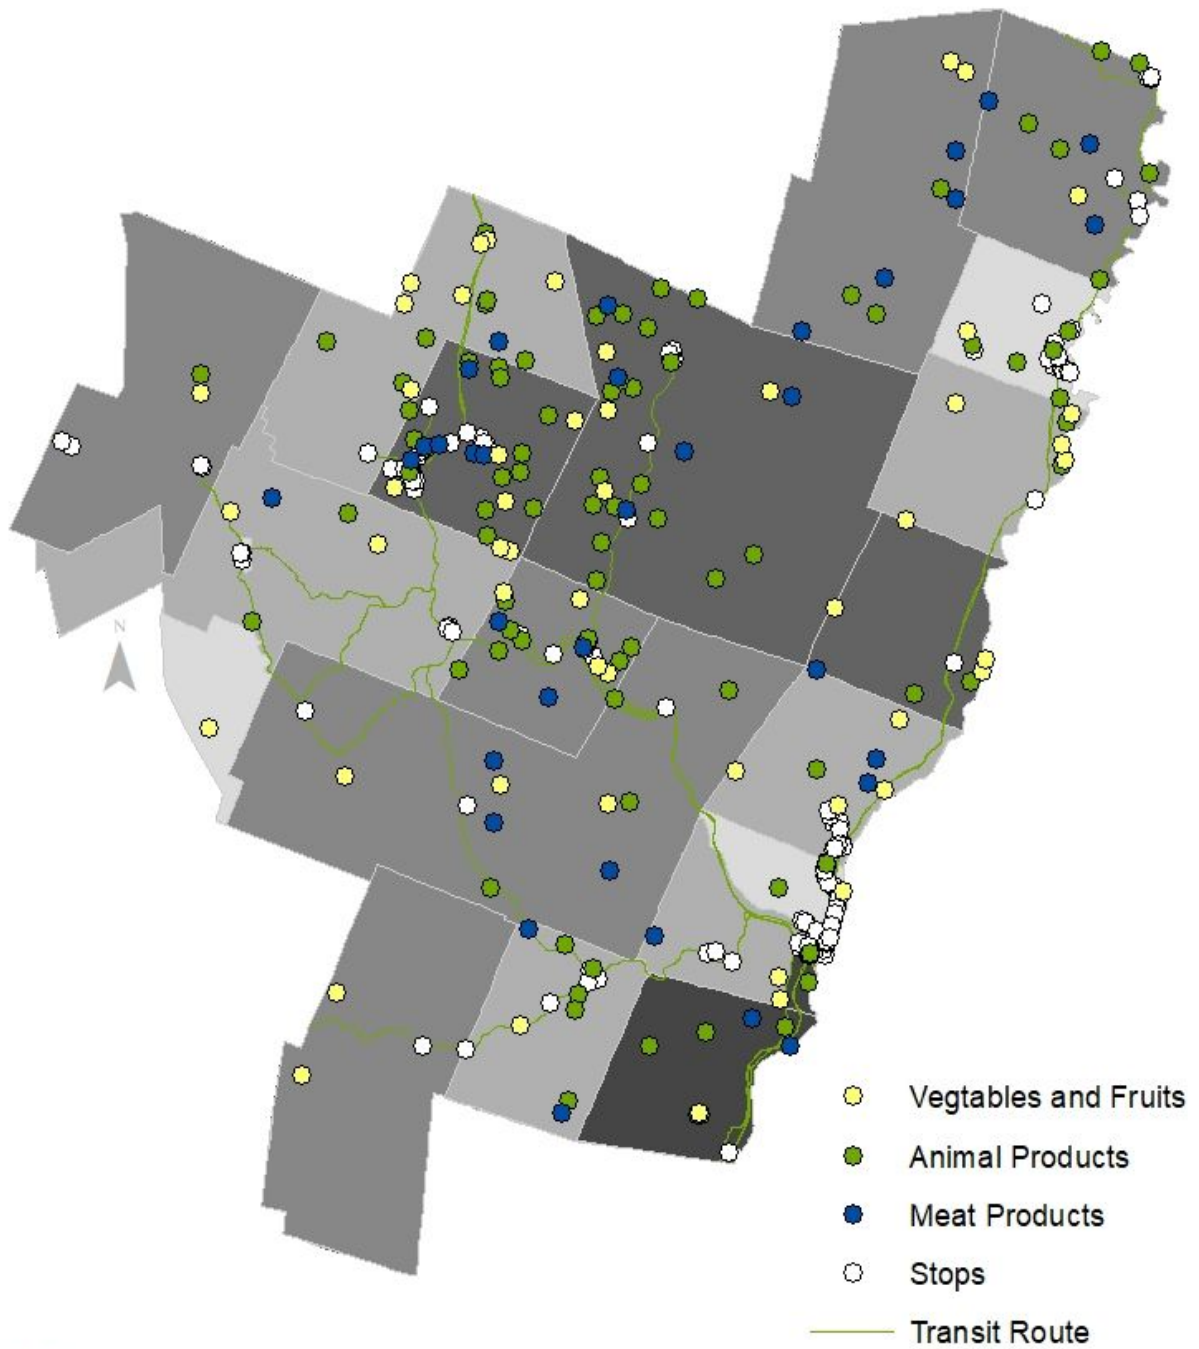 N
Vegtables and Fruits
Animal Products
Meat Products
Stops
Transit Route